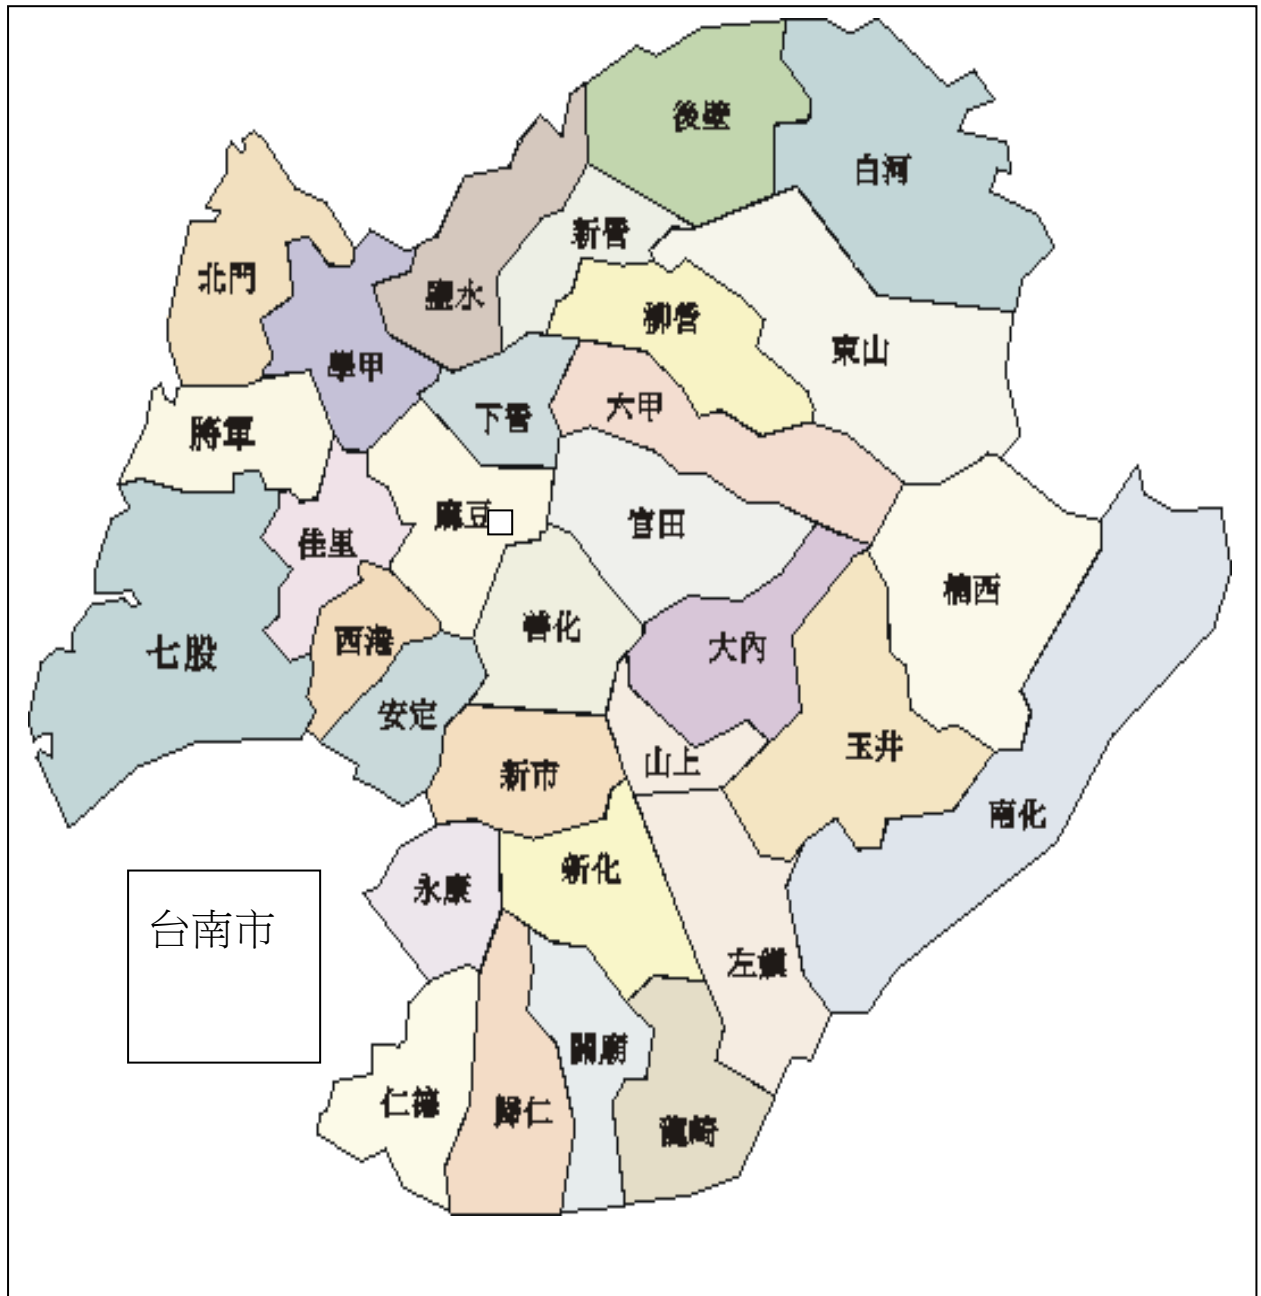 後壁
白河
新營
北門
鹽水
柳營
東山
學甲
六甲
下營
將軍
麻豆
官田
佳里
楠西
善化
西港
大內
七股
安定
玉井
山上
新市
南化
新化
永康
台南市
左鎮
關廟
仁德
歸仁
龍崎